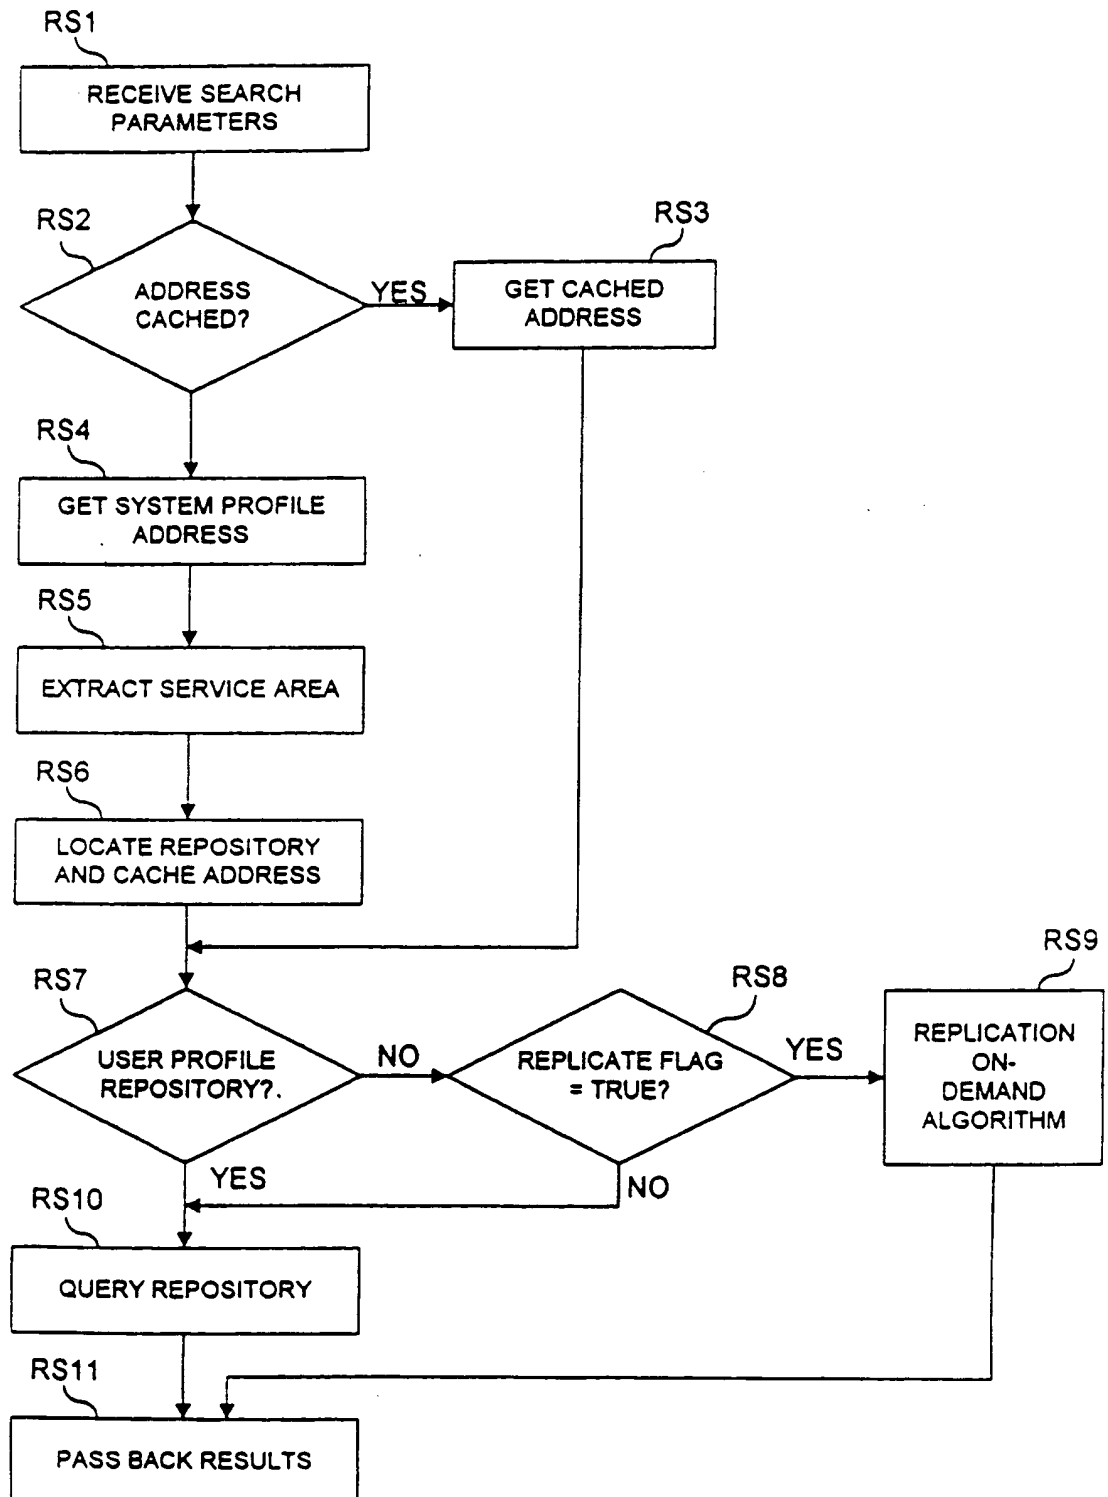 RS1
RECEIVE SEARCH
PARAMETERS
RS2
ADDRESS
CACHED?
YES
RS3
GET CACHED
ADDRESS
RS4
GET SYSTEM PROFILE
ADDRESS
RS5
EXTRACT SERVICE AREA
RS6
LOCATE REPOSITORY
AND CACHE ADDRESS
RS7
USER PROFILE
REPOSITORY?.
NO
YES
RS8
REPLICATE FLAG
= TRUE?
YES
NO
RS9
REPLICATION
ON-
DEMAND
ALGORITHM
RS10
QUERY REPOSITORY
RS11
PASS BACK RESULTS